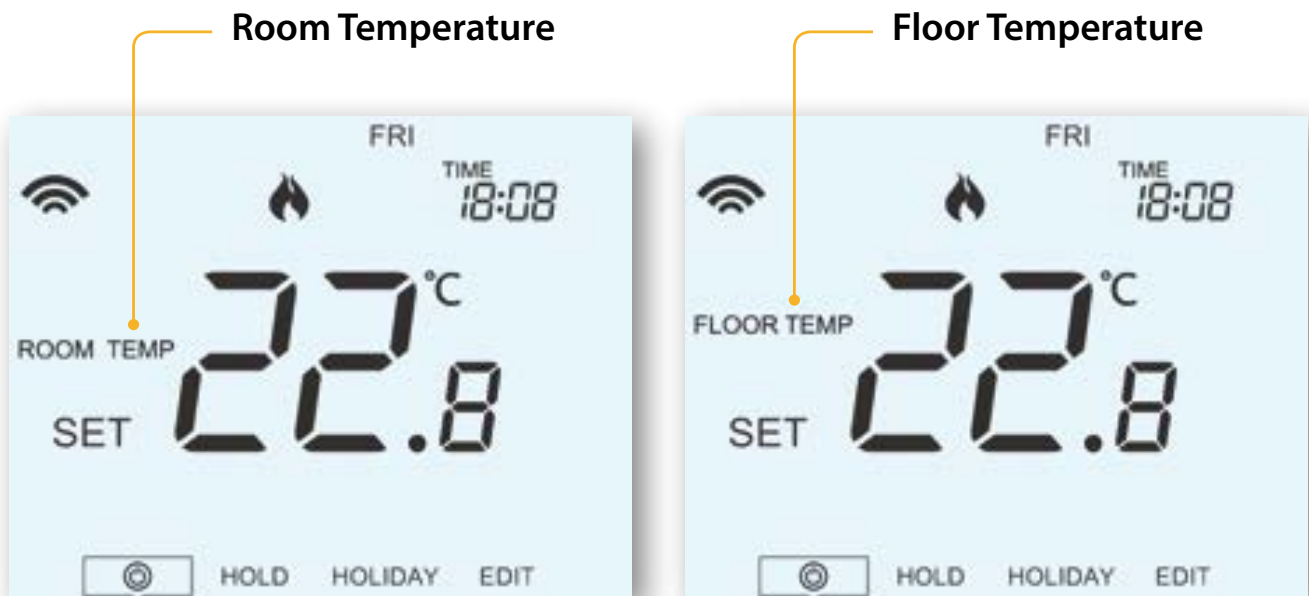 Room Temperature
FRI
TIME
18:08
22.8 °C
ROOM TEMP
SET
HOLD HOLIDAY EDIT
Floor Temperature
FRI
TIME
18:08
22.8 °C
FLOOR TEMP
SET
HOLD HOLIDAY EDIT